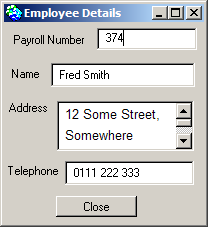 Employee Details
Payroll Number 374
Name Fred Smith
Address 12 Some Street,
Somewhere
Telephone 0111 222 333
Close